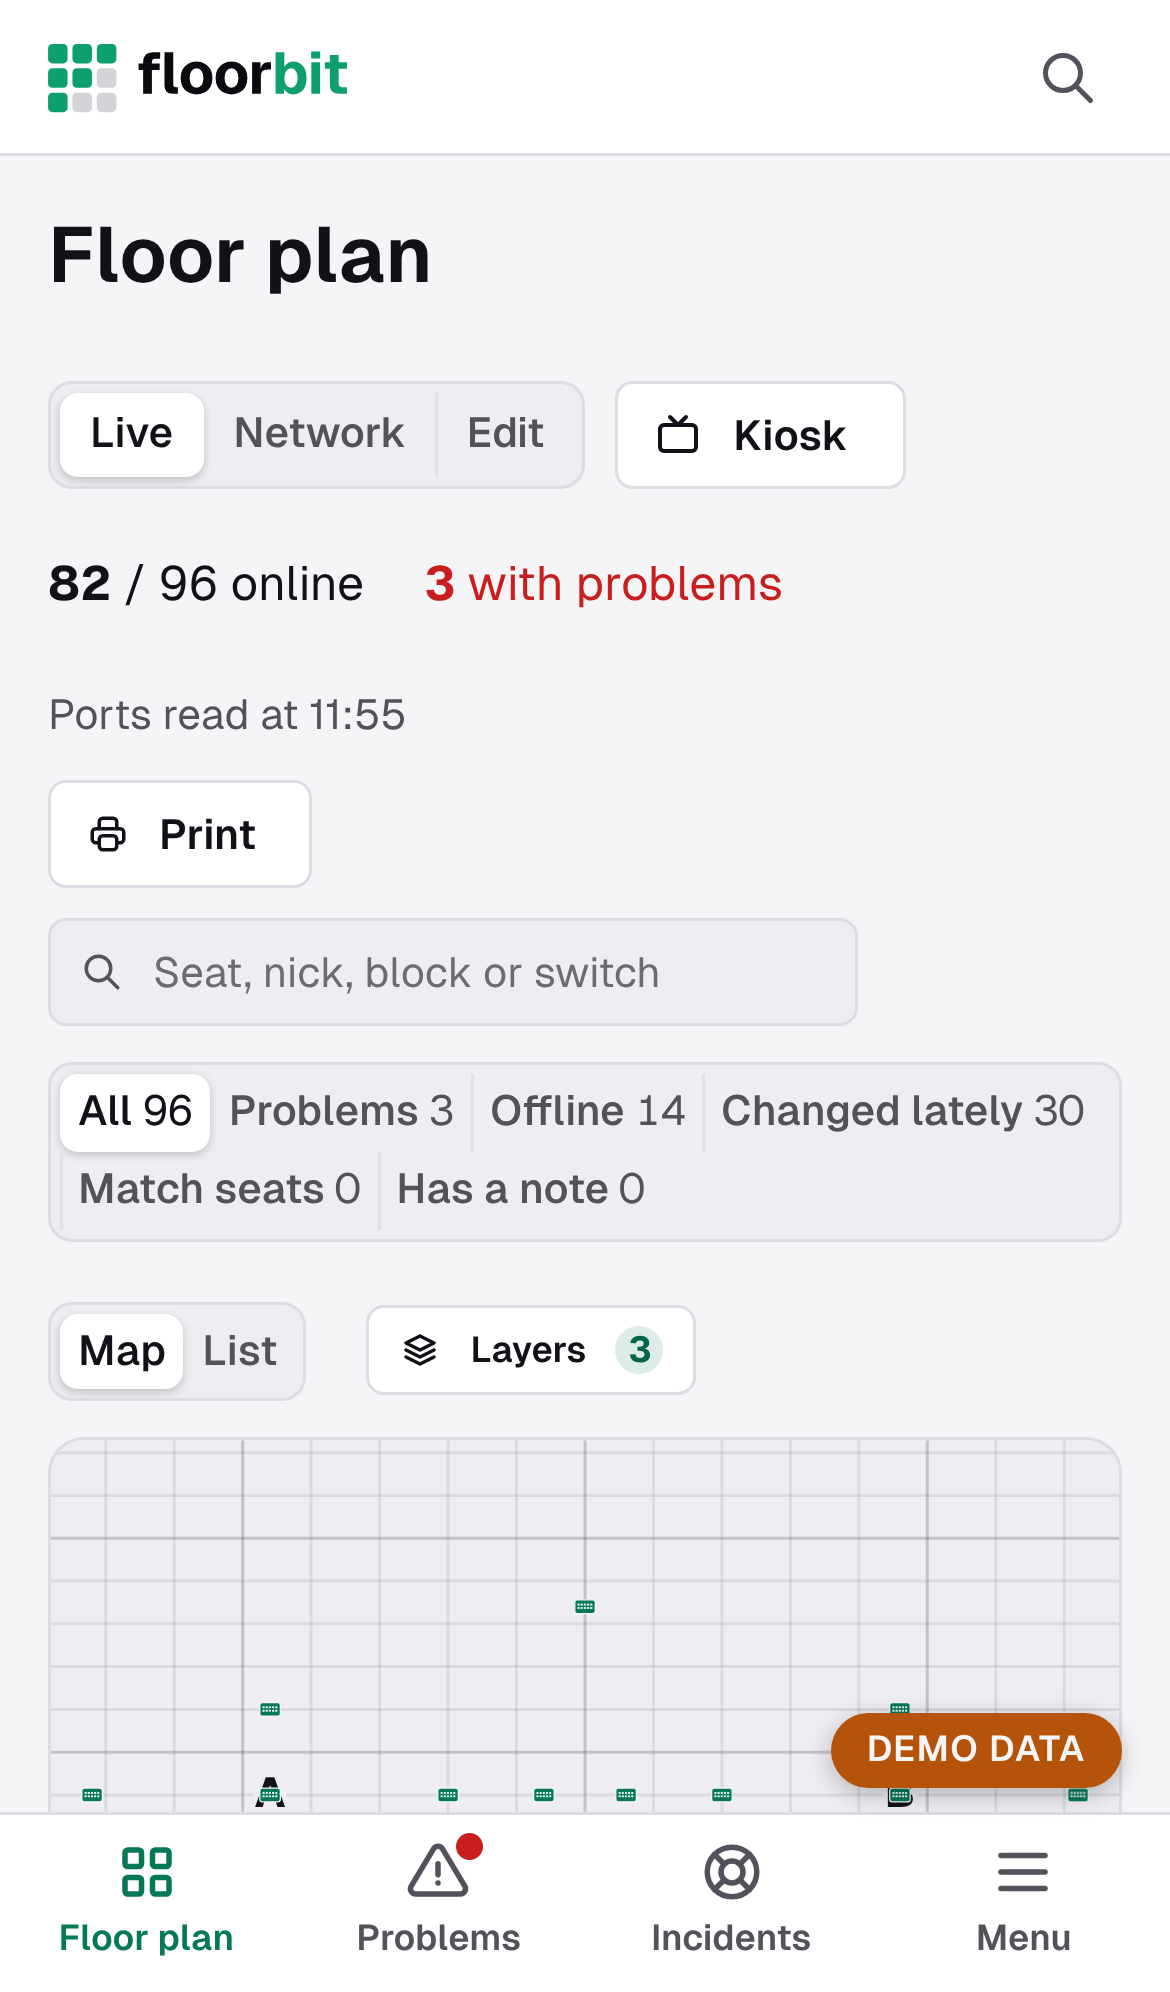 floorbit
Floor plan
Live Network Edit Kiosk
82 / 96 online 3 with problems
Ports read at 11:55
Print
Seat, nick, block or switch
All 96 Problems 3 Offline 14 Changed lately 30
Match seats 0 Has a note 0
Map List Layers 3
DEMO DATA
A B
Floor plan Problems Incidents Menu